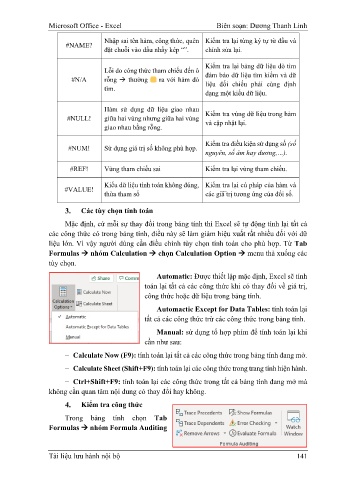 Microsoft Office - Excel
Biên soạn: Dương Thanh Linh
#NAME?
Nhập sai tên hàm, công thức, quên
đặt chuỗi vào dấu nháy kép “”.
Kiểm tra lại từng ký tự từ đầu và
chỉnh sửa lại.
#N/A
Lỗi do công thức tham chiếu đến ô
rỗng → thường xảy ra với hàm dò
tìm.
Kiểm tra lại bảng dữ liệu dò tìm
đảm bảo dữ liệu tìm kiếm và dữ
liệu đối chiếu phải cùng định
dạng một kiểu dữ liệu.
#NULL!
Hàm sử dụng dữ liệu giao nhau
giữa hai vùng nhưng giữa hai vùng
giao nhau bằng rỗng.
Kiểm tra vùng dữ liệu trong hàm
và cập nhật lại.
#NUM!
Sử dụng giá trị số không phù hợp.
Kiểm tra điều kiện sử dụng số (số
nguyên, số âm hay dương,…).
#REF!
Vùng tham chiếu sai
Kiểm tra lại vùng tham chiếu.
#VALUE!
Kiểu dữ liệu tính toán không đúng,
thừa tham số
Kiểm tra lại cú pháp của hàm và
các giá trị tương ứng của đối số.
3. Các tùy chọn tính toán
Mặc định, cứ mỗi sự thay đổi trong bảng tính thì Excel sẽ tự động tính lại tất cả
các công thức có trong bảng tính, điều này sẽ làm giảm hiệu xuất rất nhiều đối với dữ
liệu lớn. Vì vậy người dùng cần điều chỉnh tùy chọn tính toán cho phù hợp. Từ Tab
Formulas → nhóm Calculation → chọn Calculation Option → menu thả xuống các
tùy chọn.
Share
Comm
Calculation
Options
Calculate Now
Calculate Sheet
✓ Automatic
Automatic Except for Data Tables
Manual
Automatic: Được thiết lập mặc định, Excel sẽ tính
toán lại tất cả các công thức khi có thay đổi về giá trị,
công thức hoặc dữ liệu trong bảng tính.
Automactic Except for Data Tables: tính toán lại
tất cả các công thức trừ các công thức trong bảng tính.
Manual: sử dụng tổ hợp phím để tính toán lại khi
cần như sau:
− Calculate Now (F9): tính toán lại tất cả các công thức trong bảng tính đang mở.
− Calculate Sheet (Shift+F9): tính toán lại các công thức trong trang tính hiện hành.
− Ctrl+Shift+F9: tính toán lại các công thức trong tất cả bảng tính đang mở mà
không cần quan tâm nội dung có thay đổi hay không.
4. Kiểm tra công thức
Trong bảng tính chọn Tab
Formulas → nhóm Formula Auditing
Trace Precedents
Show Formulas
Trace Dependents
Error Checking
Remove Arrows
Evaluate Formula
Watch
Window
Formula Auditing
Tài liệu lưu hành nội bộ
141